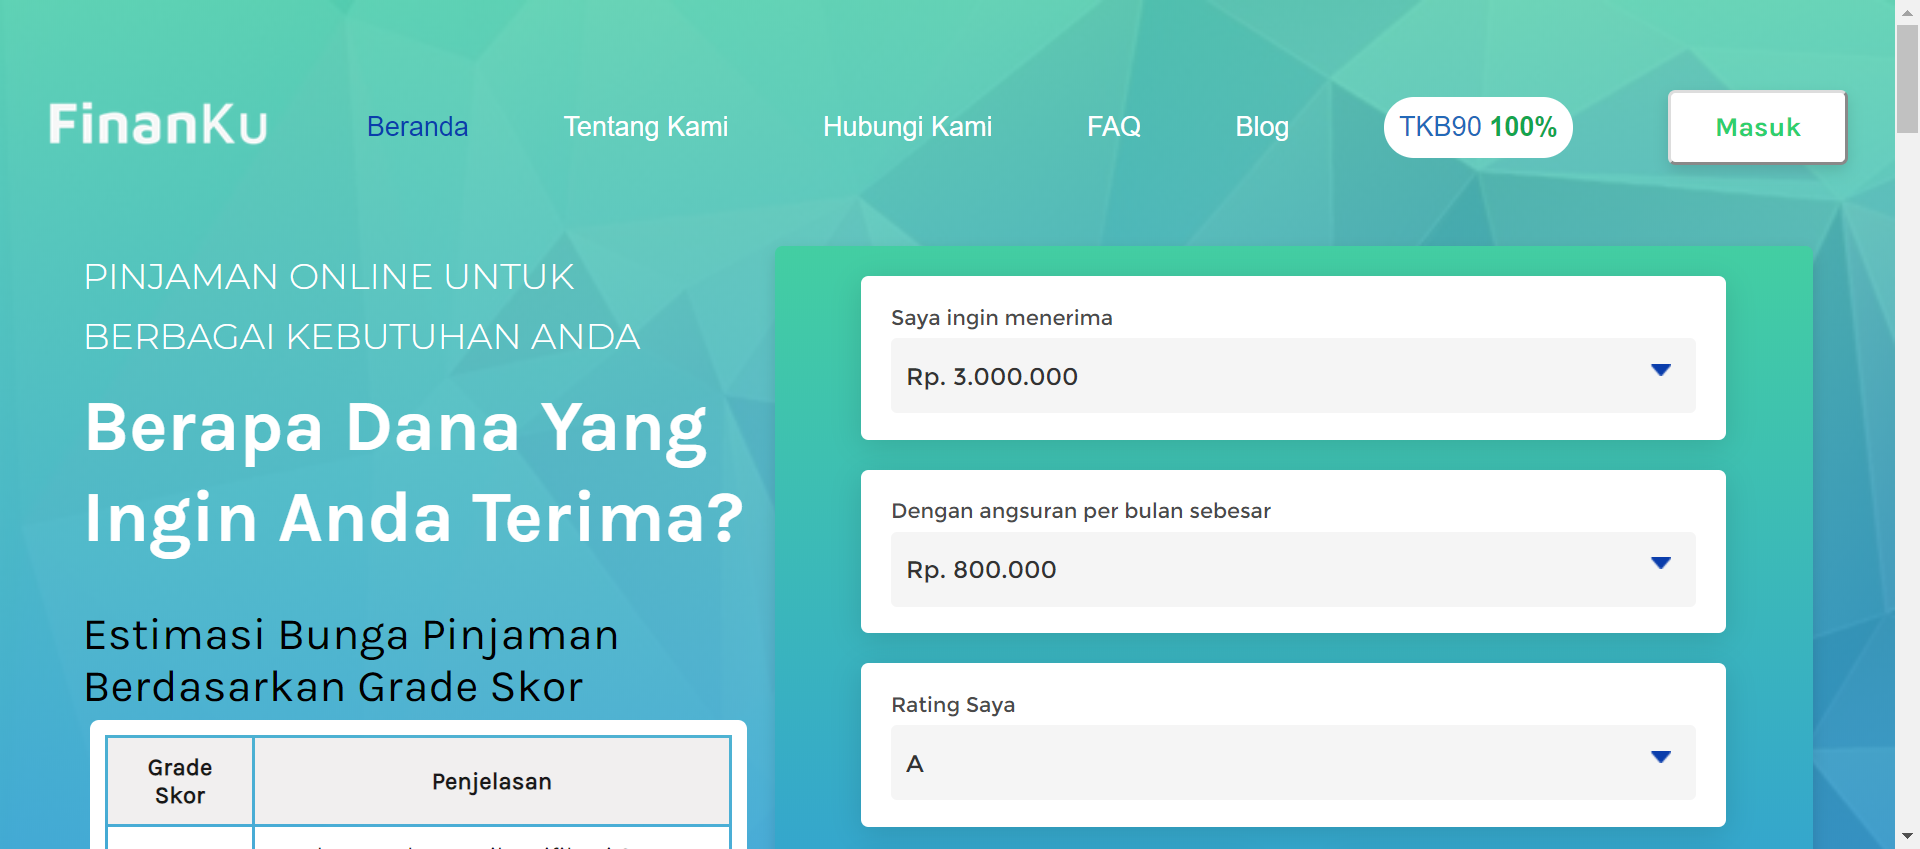 FinanKu
Beranda
Tentang Kami
Hubungi Kami
FAQ
Blog
TKB90 100%
Masuk
PINJAMAN ONLINE UNTUK
BERBAGAI KEBUTUHAN ANDA
Berapa Dana Yang
Ingin Anda Terima?
Estimasi Bunga Pinjaman
Berdasarkan Grade Skor
Grade
Skor
Penjelasan
Saya ingin menerima
Rp. 3.000.000
Dengan angsuran per bulan sebesar
Rp. 800.000
Rating Saya
A